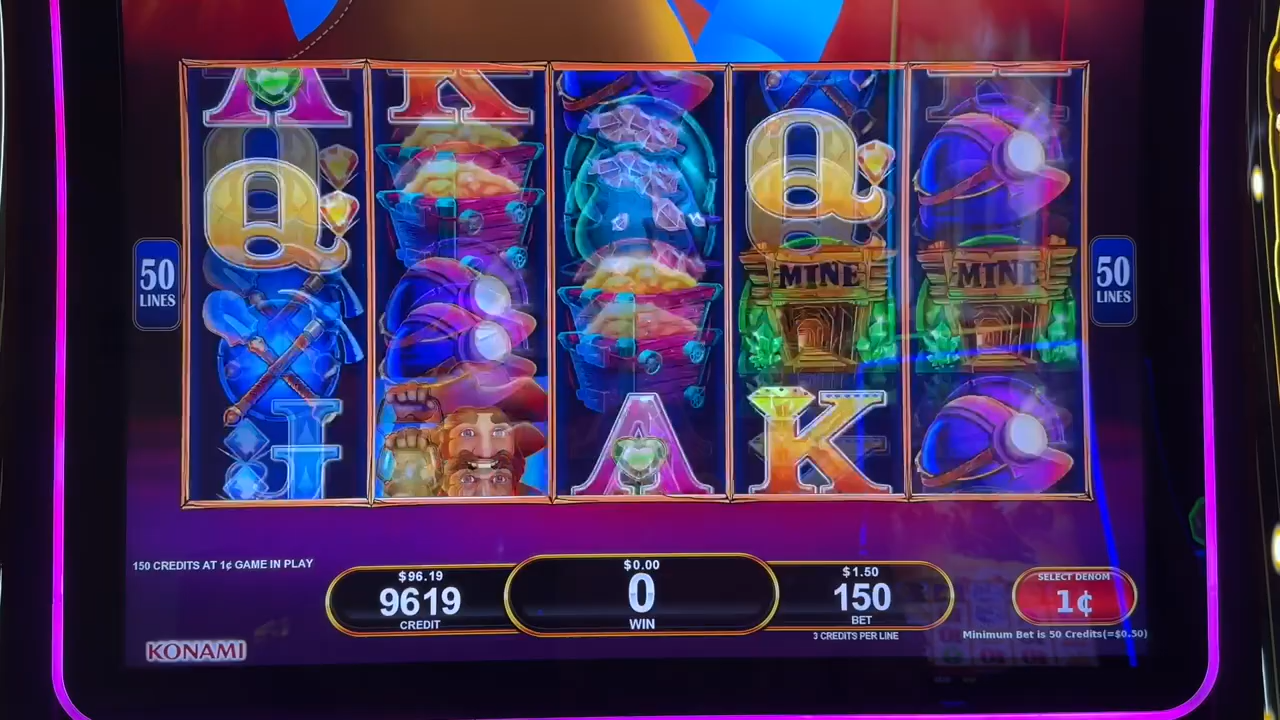 A K K
Q Q
MINE MINE
50
LINES
50
LINES
J A K
150 CREDITS AT 1¢ GAME IN PLAY
$96.19
9619
CREDIT
$0.00
0
WIN
$1.50
150
BET
3 CREDITS PER LINE
SELECT DENOM
1¢
Minimum Bet is 50 Credits(=$0.50)
KONAMI